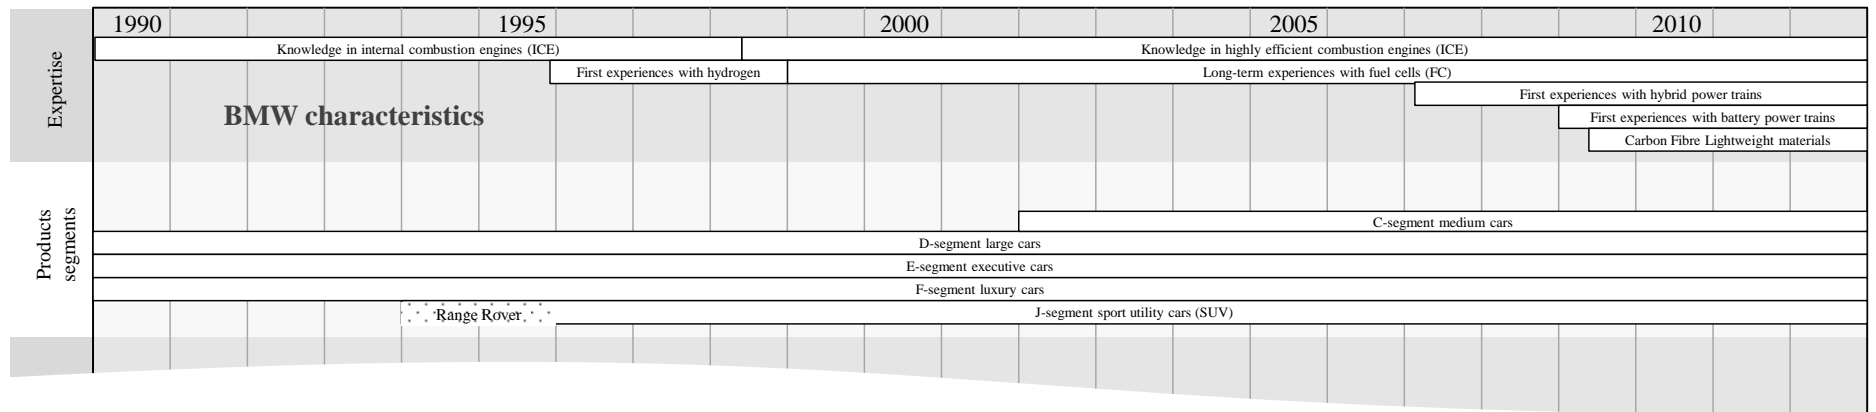 1990 1995 2000 2005 2010
Expertise
Knowledge in internal combustion engines (ICE) Knowledge in highly efficient combustion engines (ICE)
First experiences with hydrogen Long-term experiences with fuel cells (FC)
First experiences with hybrid power trains
BMW characteristics
First experiences with battery power trains
Carbon Fibre Lightweight materials
Products
segments
C-segment medium cars
D-segment large cars
E-segment executive cars
F-segment luxury cars
Range Rover J-segment sport utility cars (SUV)